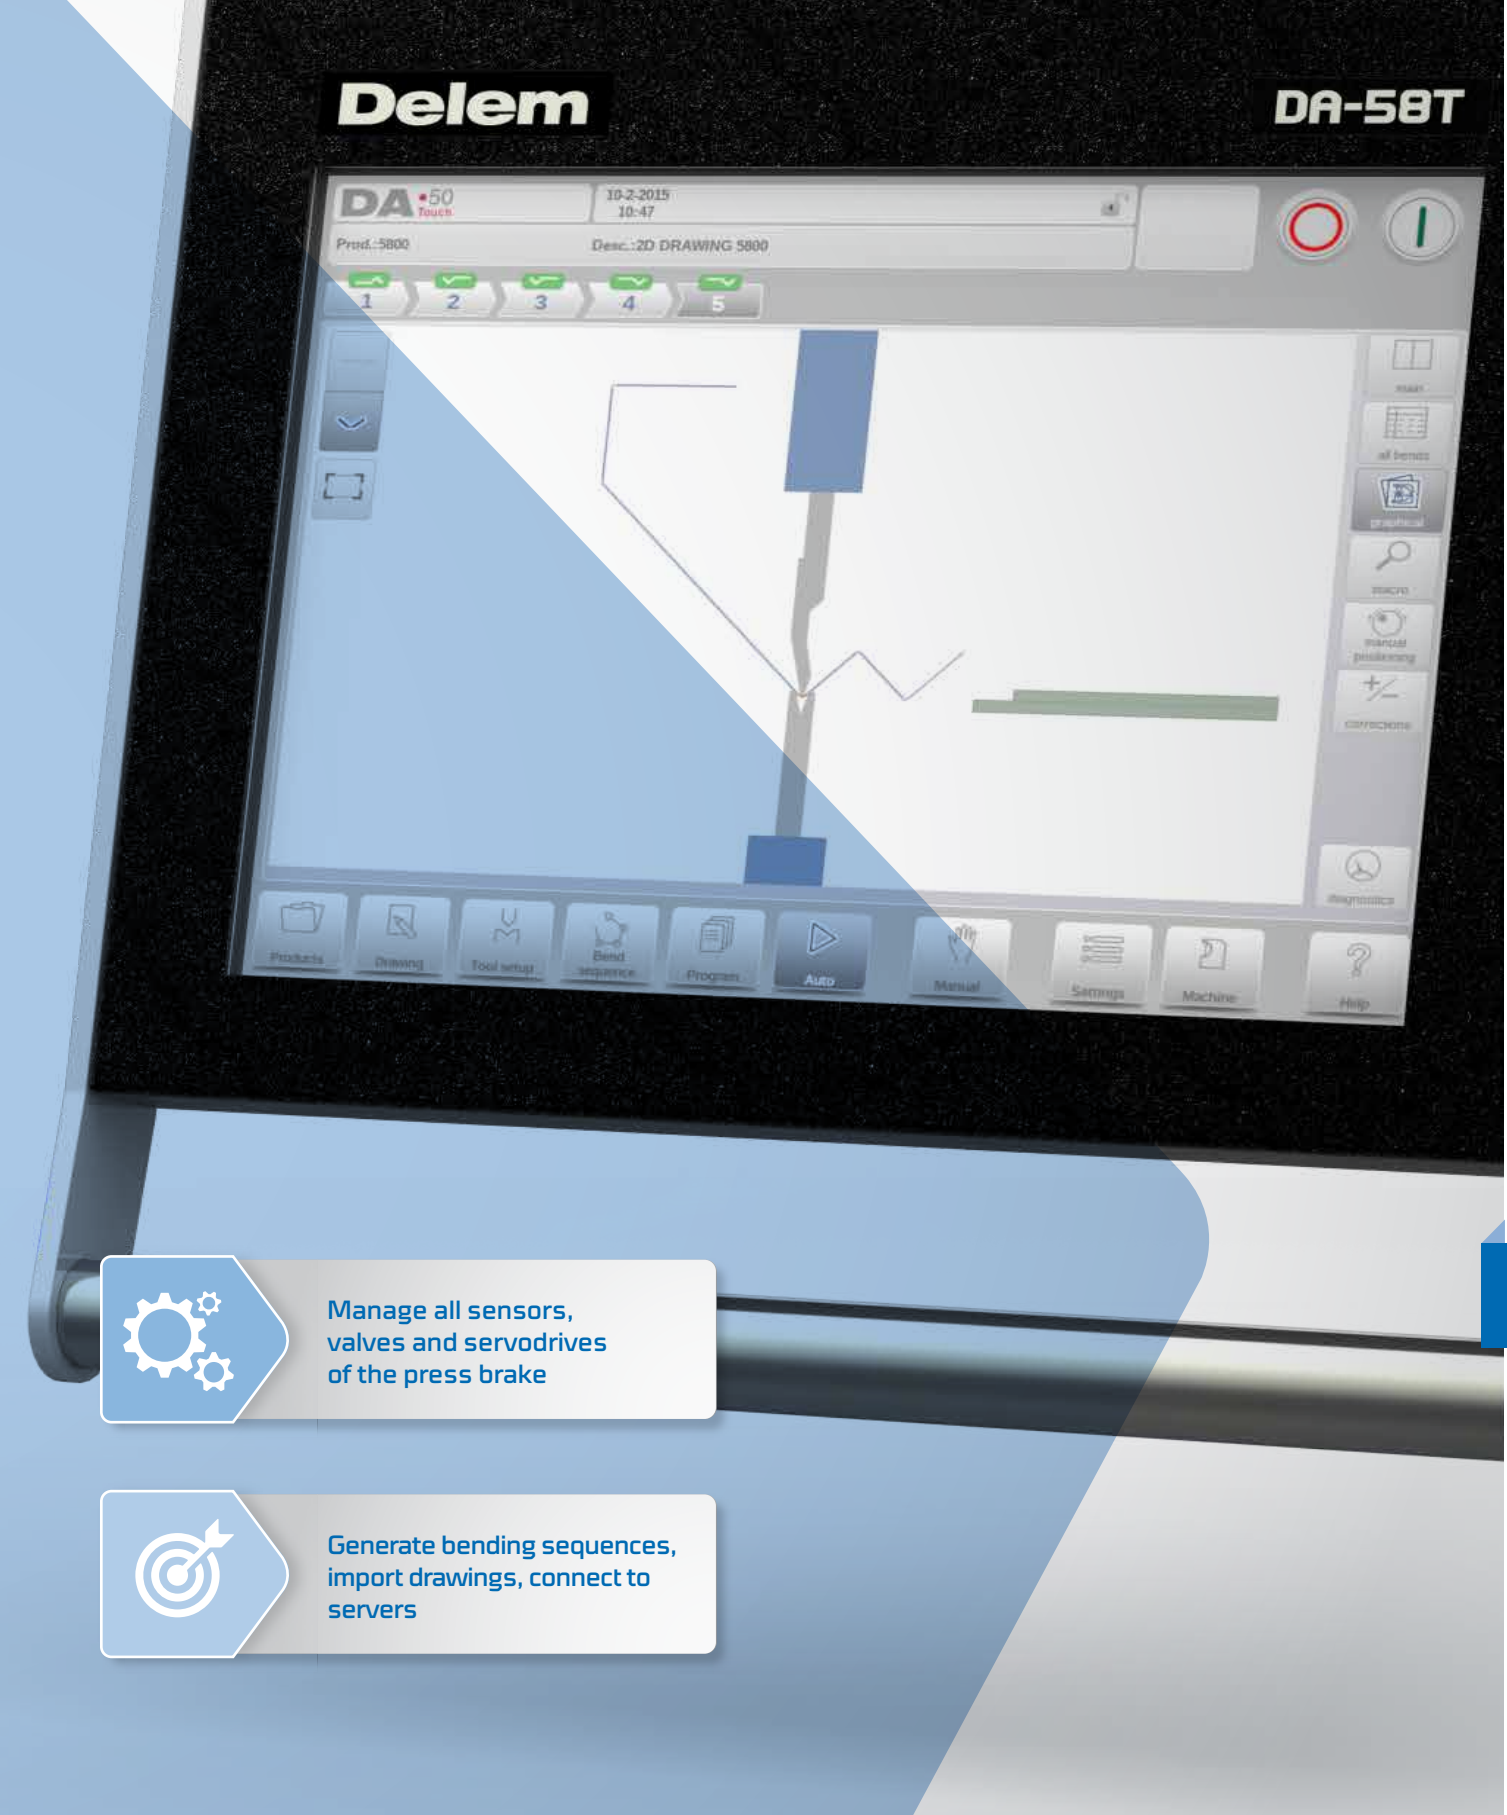 Delem
DA-58T
DA•50
Touch
10-2-2015
10:47
Prod.:5800
Desc.:2D DRAWING 5800
1
2
3
4
5
main
all bends
graphical
macro
manual
positioning
+/-
corrections
diagnostics
Products
Drawing
Tool setup
Bend
sequence
Program
Auto
Manual
Settings
Machine
?
Help
Manage all sensors,
valves and servodrives
of the press brake
Generate bending sequences,
import drawings, connect to
servers